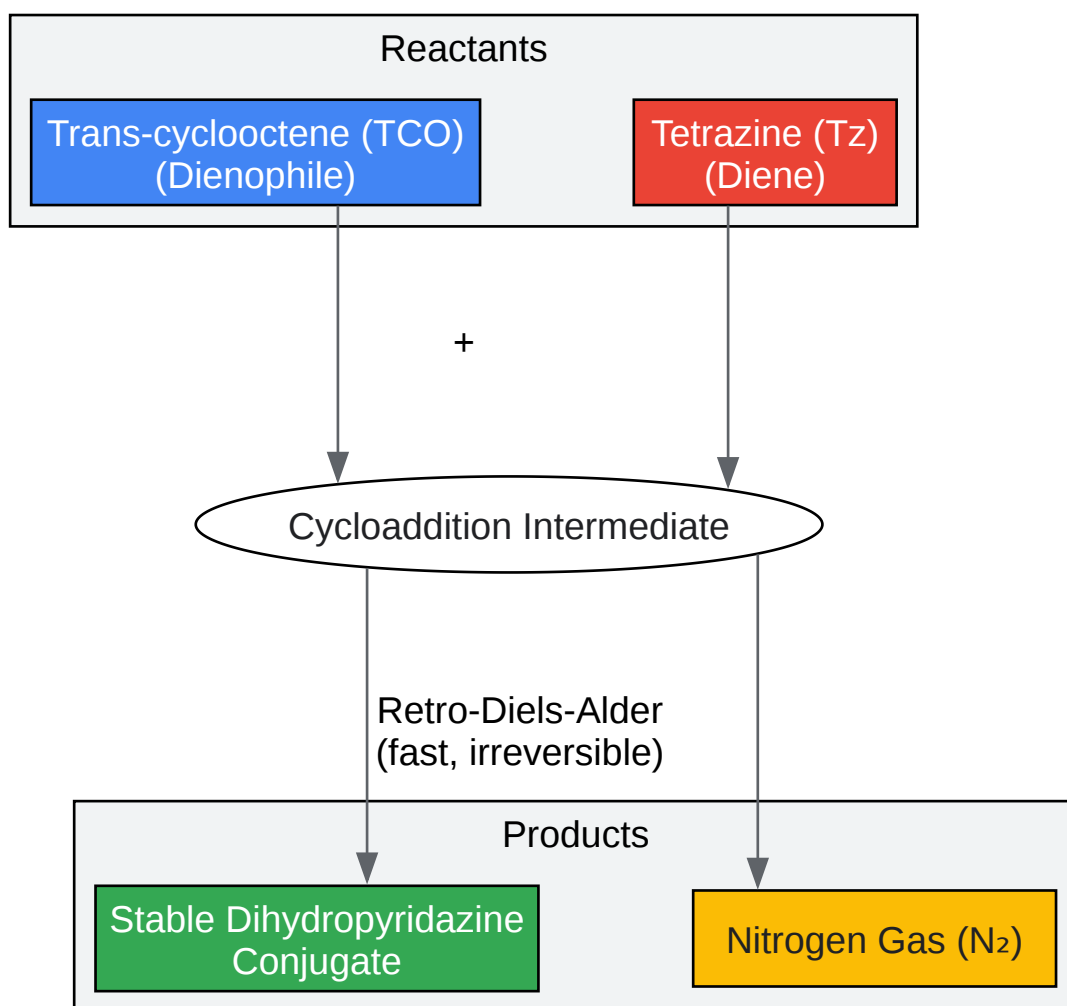 Reactants
Trans-cyclooctene (TCO)
(Dienophile)
Tetrazine (Tz)
(Diene)
+
Cycloaddition Intermediate
Retro-Diels-Alder
(fast, irreversible)
Products
Stable Dihydropyridazine
Conjugate
Nitrogen Gas (N₂)